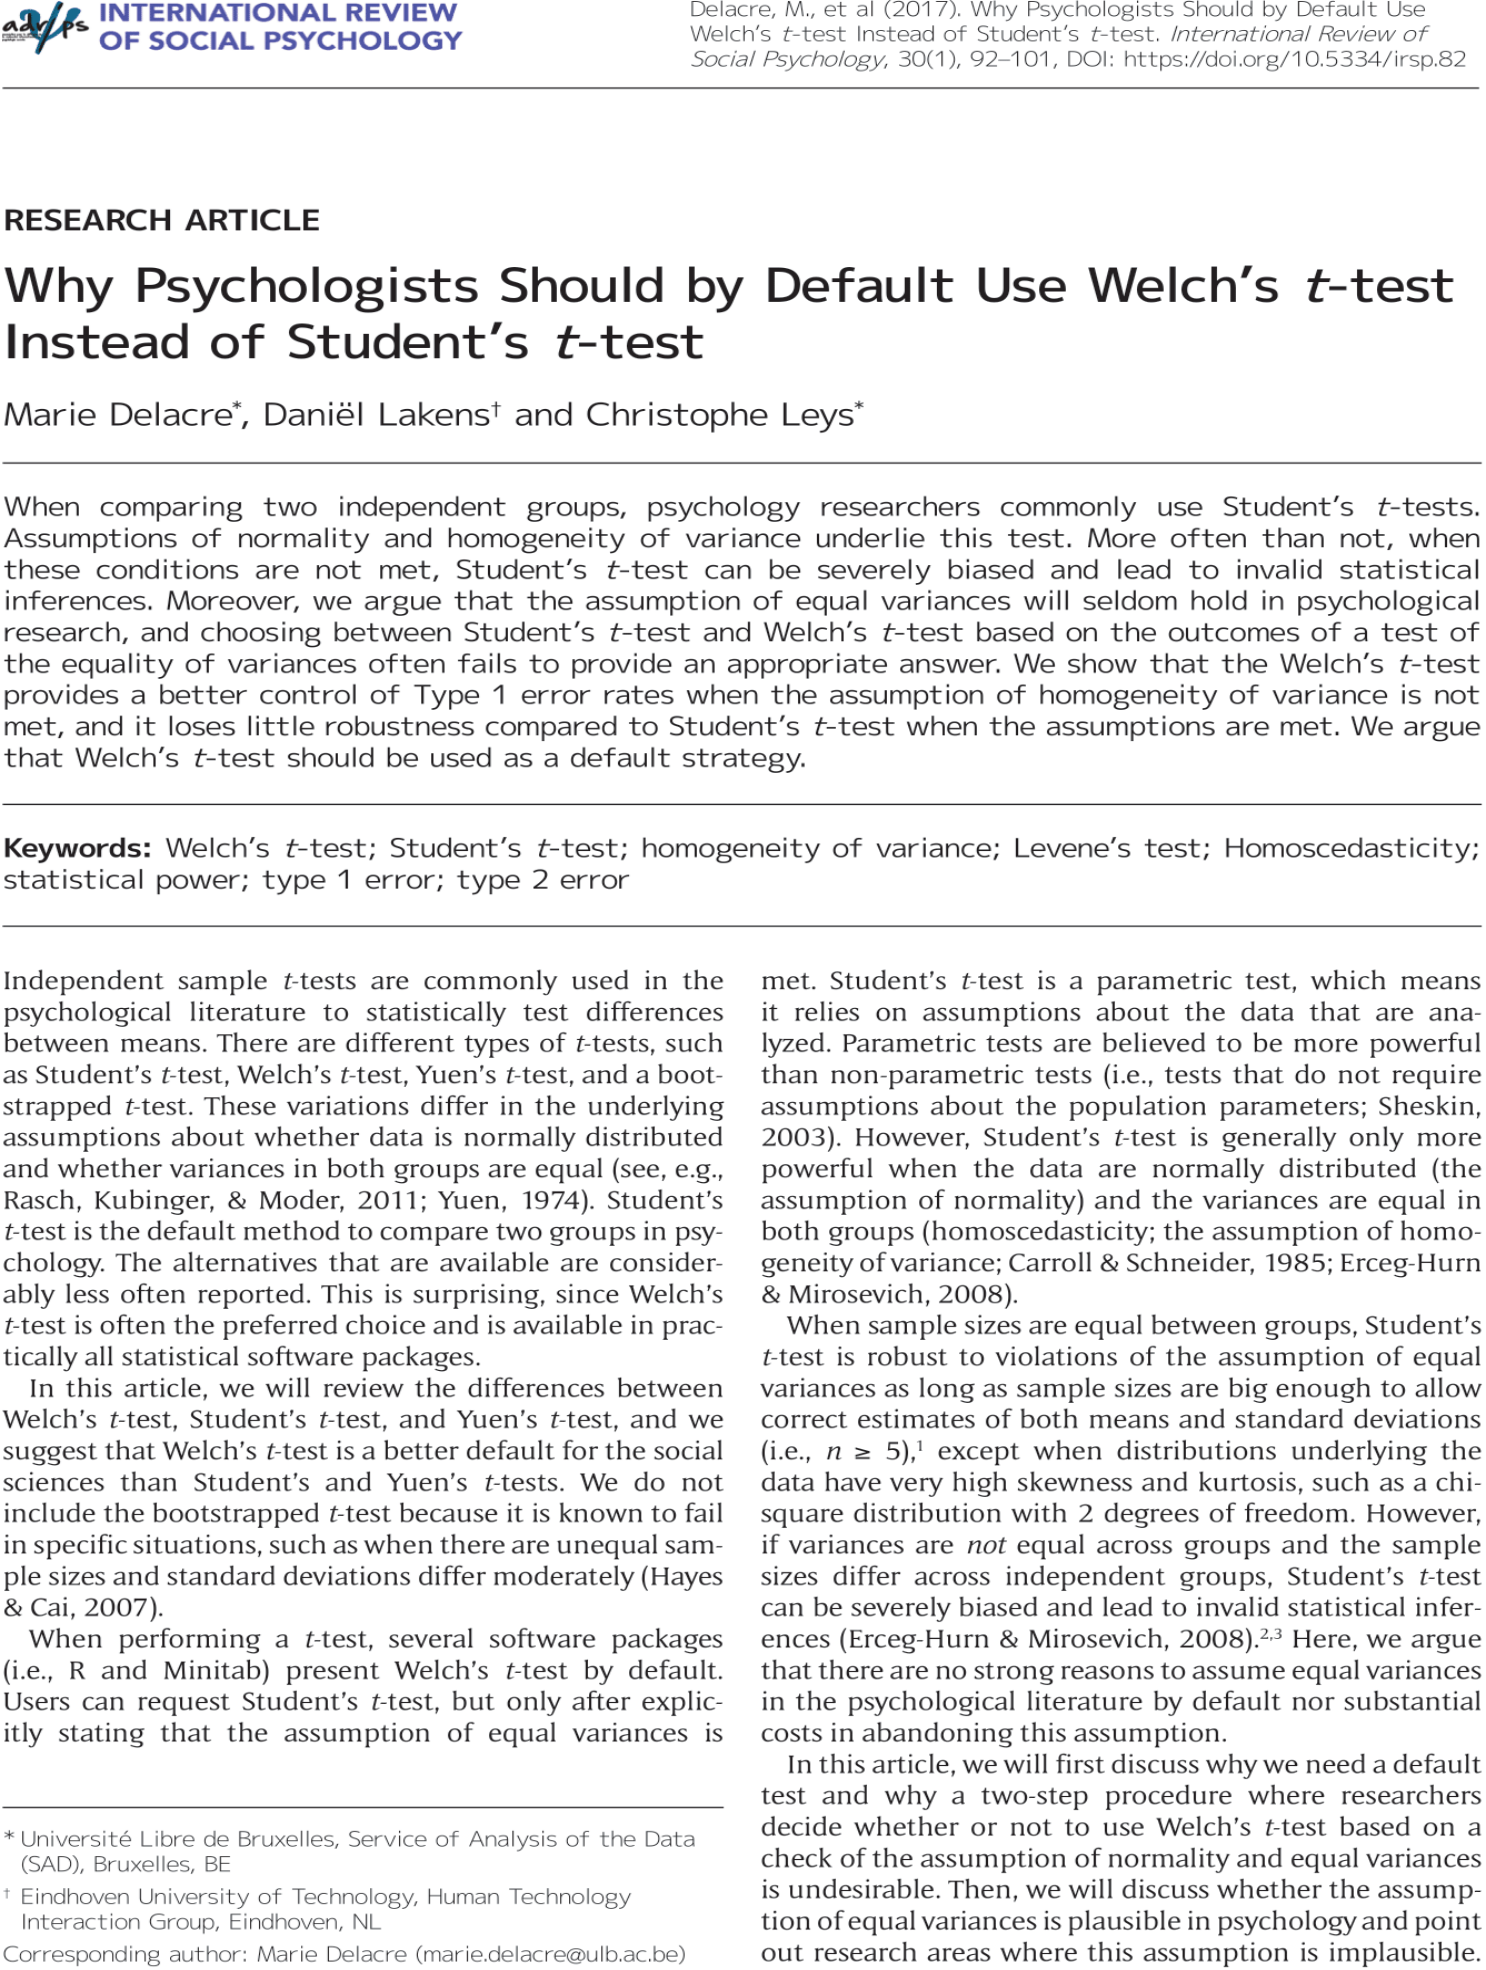 adrips
INTERNATIONAL REVIEW
OF SOCIAL PSYCHOLOGY
Delacre, M., et al (2017). Why Psychologists Should by Default Use
Welch's t-test Instead of Student's t-test. International Review of
Social Psychology, 30(1), 92–101, DOI: https://doi.org/10.5334/irsp.82
RESEARCH ARTICLE
Why Psychologists Should by Default Use Welch's t-test
Instead of Student's t-test
Marie Delacre*, Daniël Lakens† and Christophe Leys*
When comparing two independent groups, psychology researchers commonly use Student's t-tests.
Assumptions of normality and homogeneity of variance underlie this test. More often than not, when
these conditions are not met, Student's t-test can be severely biased and lead to invalid statistical
inferences. Moreover, we argue that the assumption of equal variances will seldom hold in psychological
research, and choosing between Student's t-test and Welch's t-test based on the outcomes of a test of
the equality of variances often fails to provide an appropriate answer. We show that the Welch's t-test
provides a better control of Type 1 error rates when the assumption of homogeneity of variance is not
met, and it loses little robustness compared to Student's t-test when the assumptions are met. We argue
that Welch's t-test should be used as a default strategy.
Keywords: Welch's t-test; Student's t-test; homogeneity of variance; Levene's test; Homoscedasticity;
statistical power; type 1 error; type 2 error
Independent sample t-tests are commonly used in the
psychological literature to statistically test differences
between means. There are different types of t-tests, such
as Student's t-test, Welch's t-test, Yuen's t-test, and a boot-
strapped t-test. These variations differ in the underlying
assumptions about whether data is normally distributed
and whether variances in both groups are equal (see, e.g.,
Rasch, Kubinger, & Moder, 2011; Yuen, 1974). Student's
t-test is the default method to compare two groups in psy-
chology. The alternatives that are available are consider-
ably less often reported. This is surprising, since Welch's
t-test is often the preferred choice and is available in prac-
tically all statistical software packages.
In this article, we will review the differences between
Welch's t-test, Student's t-test, and Yuen's t-test, and we
suggest that Welch's t-test is a better default for the social
sciences than Student's and Yuen's t-tests. We do not
include the bootstrapped t-test because it is known to fail
in specific situations, such as when there are unequal sam-
ple sizes and standard deviations differ moderately (Hayes
& Cai, 2007).
When performing a t-test, several software packages
(i.e., R and Minitab) present Welch's t-test by default.
Users can request Student's t-test, but only after explic-
itly stating that the assumption of equal variances is
* Université Libre de Bruxelles, Service of Analysis of the Data
(SAD), Bruxelles, BE
† Eindhoven University of Technology, Human Technology
Interaction Group, Eindhoven, NL
Corresponding author: Marie Delacre (marie.delacre@ulb.ac.be)
met. Student's t-test is a parametric test, which means
it relies on assumptions about the data that are ana-
lyzed. Parametric tests are believed to be more powerful
than non-parametric tests (i.e., tests that do not require
assumptions about the population parameters; Sheskin,
2003). However, Student's t-test is generally only more
powerful when the data are normally distributed (the
assumption of normality) and the variances are equal in
both groups (homoscedasticity; the assumption of homo-
geneity of variance; Carroll & Schneider, 1985; Erceg-Hurn
& Mirosevich, 2008).
When sample sizes are equal between groups, Student's
t-test is robust to violations of the assumption of equal
variances as long as sample sizes are big enough to allow
correct estimates of both means and standard deviations
(i.e., n ≥ 5),1 except when distributions underlying the
data have very high skewness and kurtosis, such as a chi-
square distribution with 2 degrees of freedom. However,
if variances are not equal across groups and the sample
sizes differ across independent groups, Student's t-test
can be severely biased and lead to invalid statistical infer-
ences (Erceg-Hurn & Mirosevich, 2008).2,3 Here, we argue
that there are no strong reasons to assume equal variances
in the psychological literature by default nor substantial
costs in abandoning this assumption.
In this article, we will first discuss why we need a default
test and why a two-step procedure where researchers
decide whether or not to use Welch's t-test based on a
check of the assumption of normality and equal variances
is undesirable. Then, we will discuss whether the assump-
tion of equal variances is plausible in psychology and point
out research areas where this assumption is implausible.